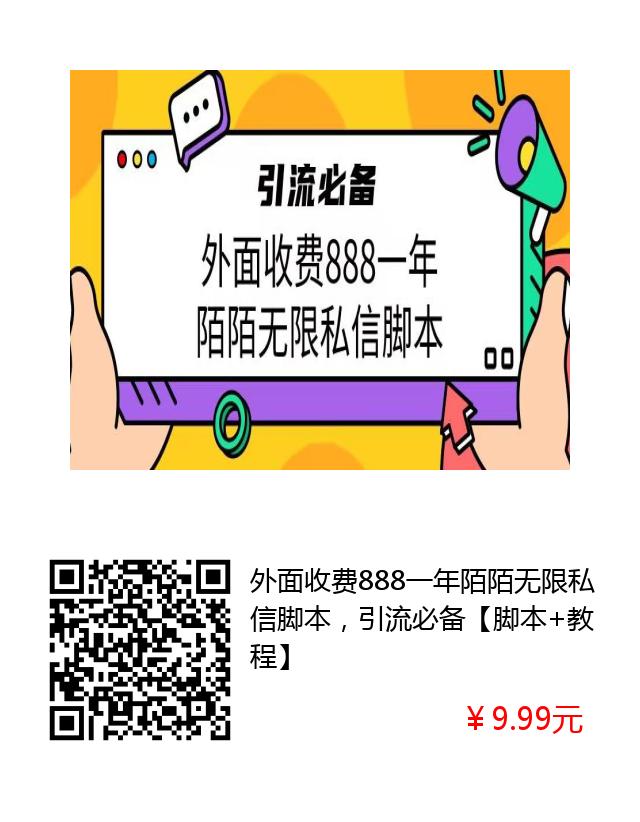 引流必备
外面收费888一年
陌陌无限私信脚本
外面收费888一年陌陌无限私
信脚本，引流必备【脚本+教
程】
￥9.99元